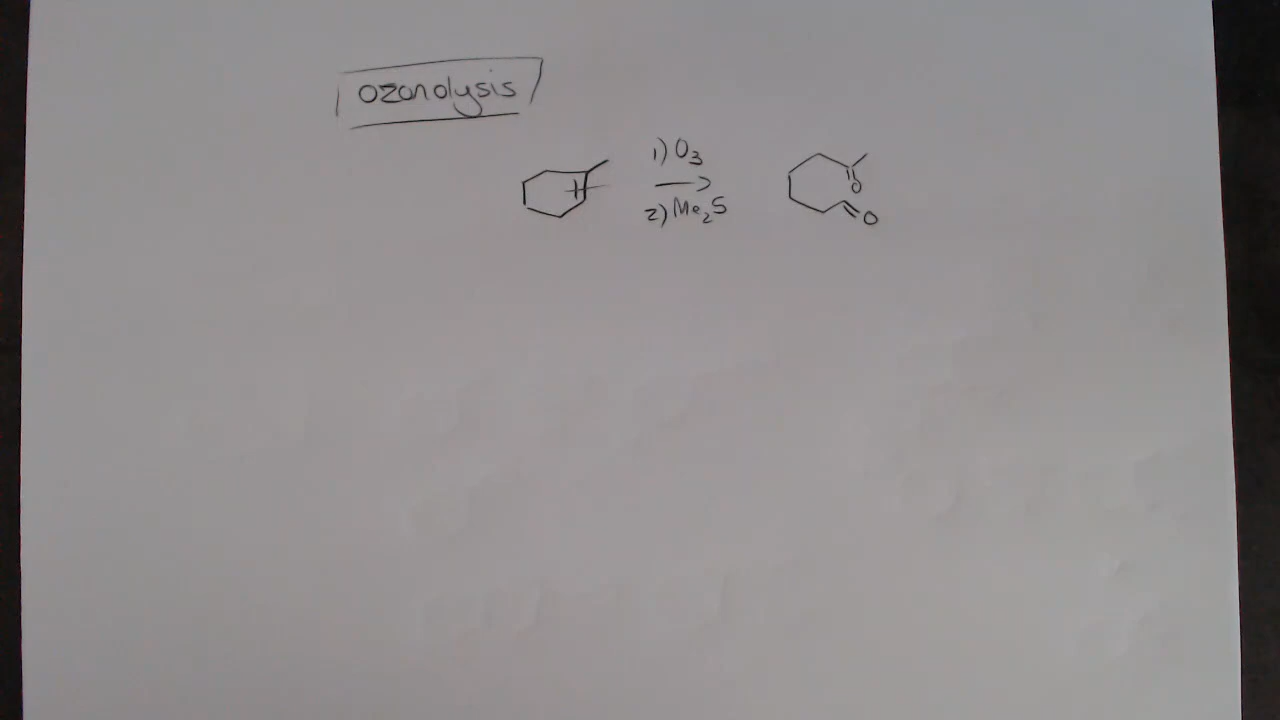 ozonolysis
1) O₃
2) Me₂S
O
O